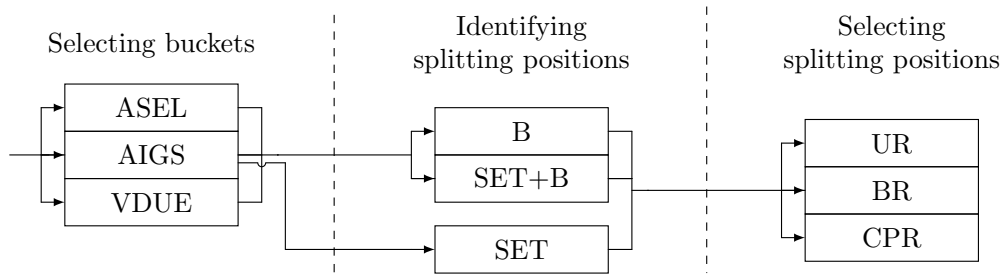 Selecting buckets
ASEL
AIGS
VDUE
Identifying
splitting positions
B
SET+B
SET
Selecting
splitting positions
UR
BR
CPR